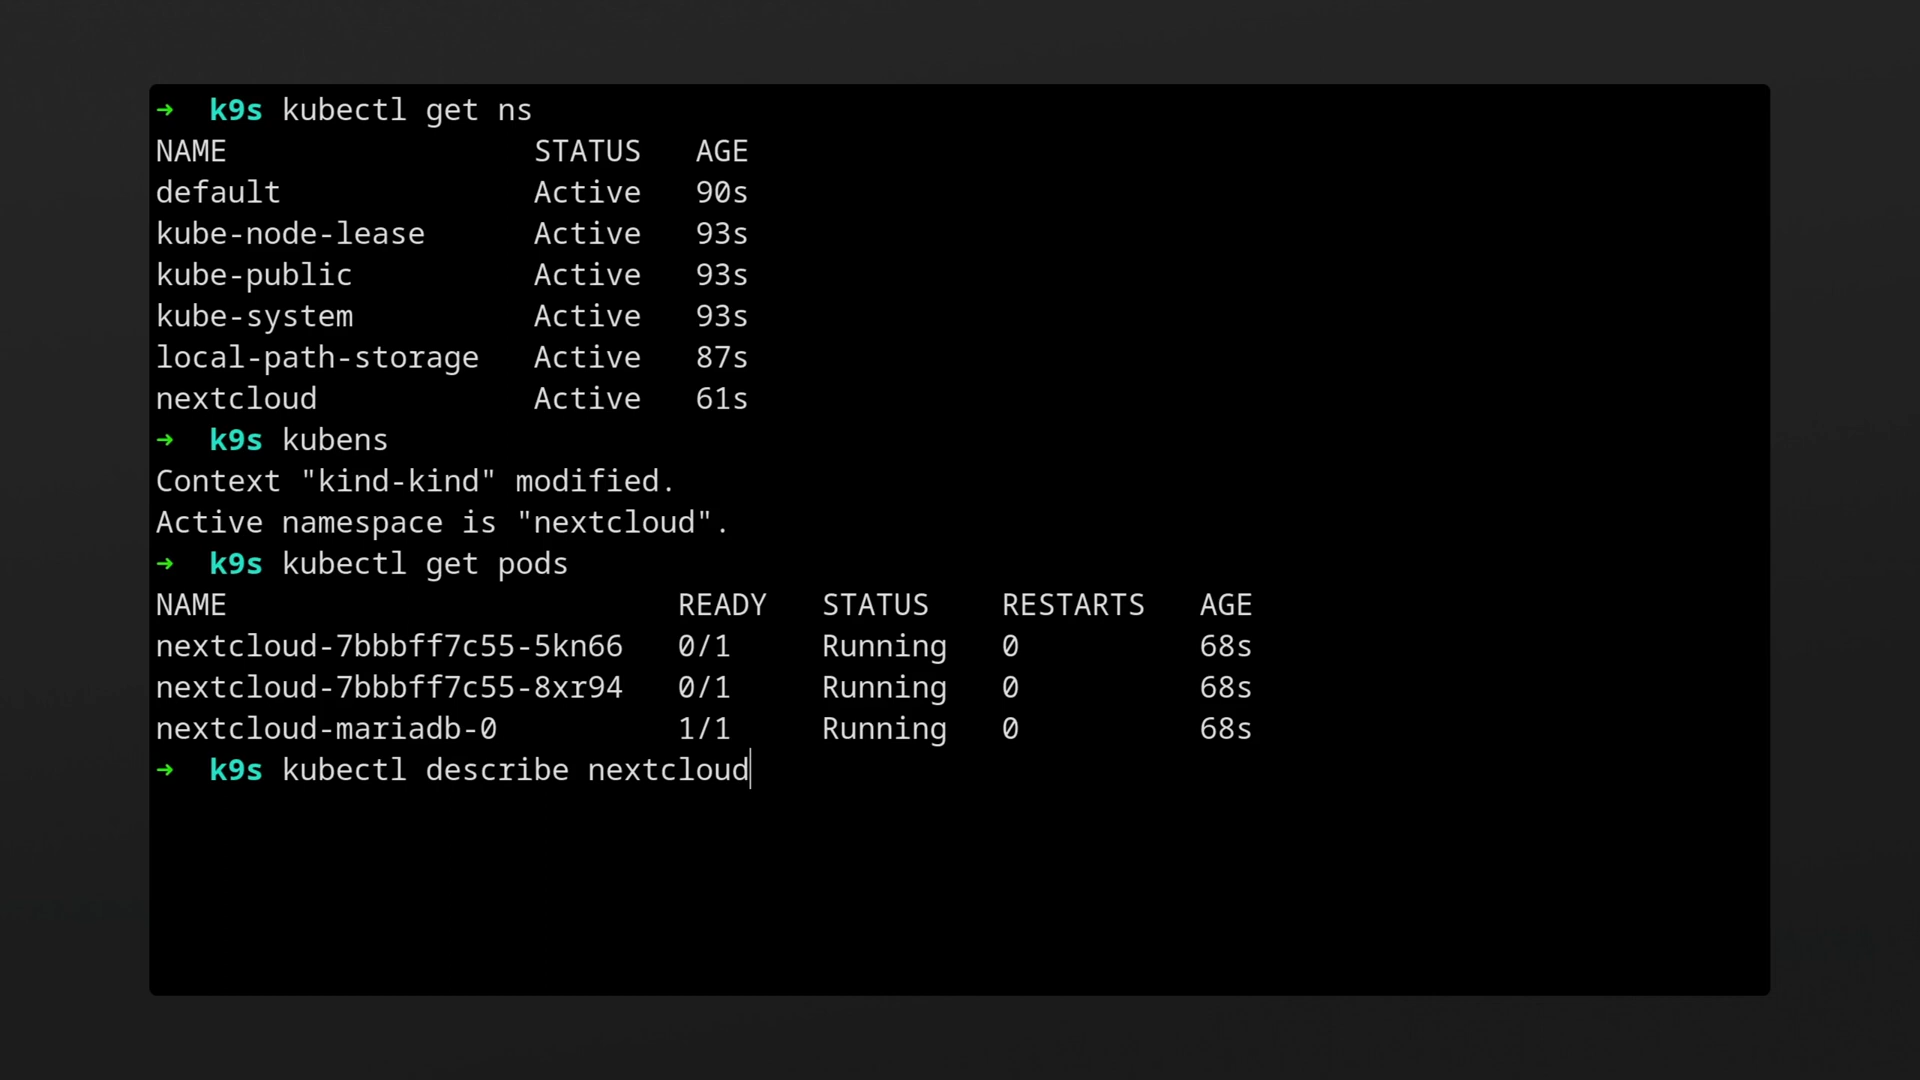 ➜  k9s kubectl get ns
NAME                 STATUS   AGE
default              Active   90s
kube-node-lease      Active   93s
kube-public          Active   93s
kube-system          Active   93s
local-path-storage   Active   87s
nextcloud            Active   61s
➜  k9s kubens
Context "kind-kind" modified.
Active namespace is "nextcloud".
➜  k9s kubectl get pods
NAME                         READY   STATUS    RESTARTS   AGE
nextcloud-7bbbff7c55-5kn66   0/1     Running   0          68s
nextcloud-7bbbff7c55-8xr94   0/1     Running   0          68s
nextcloud-mariadb-0          1/1     Running   0          68s
➜  k9s kubectl describe nextcloud